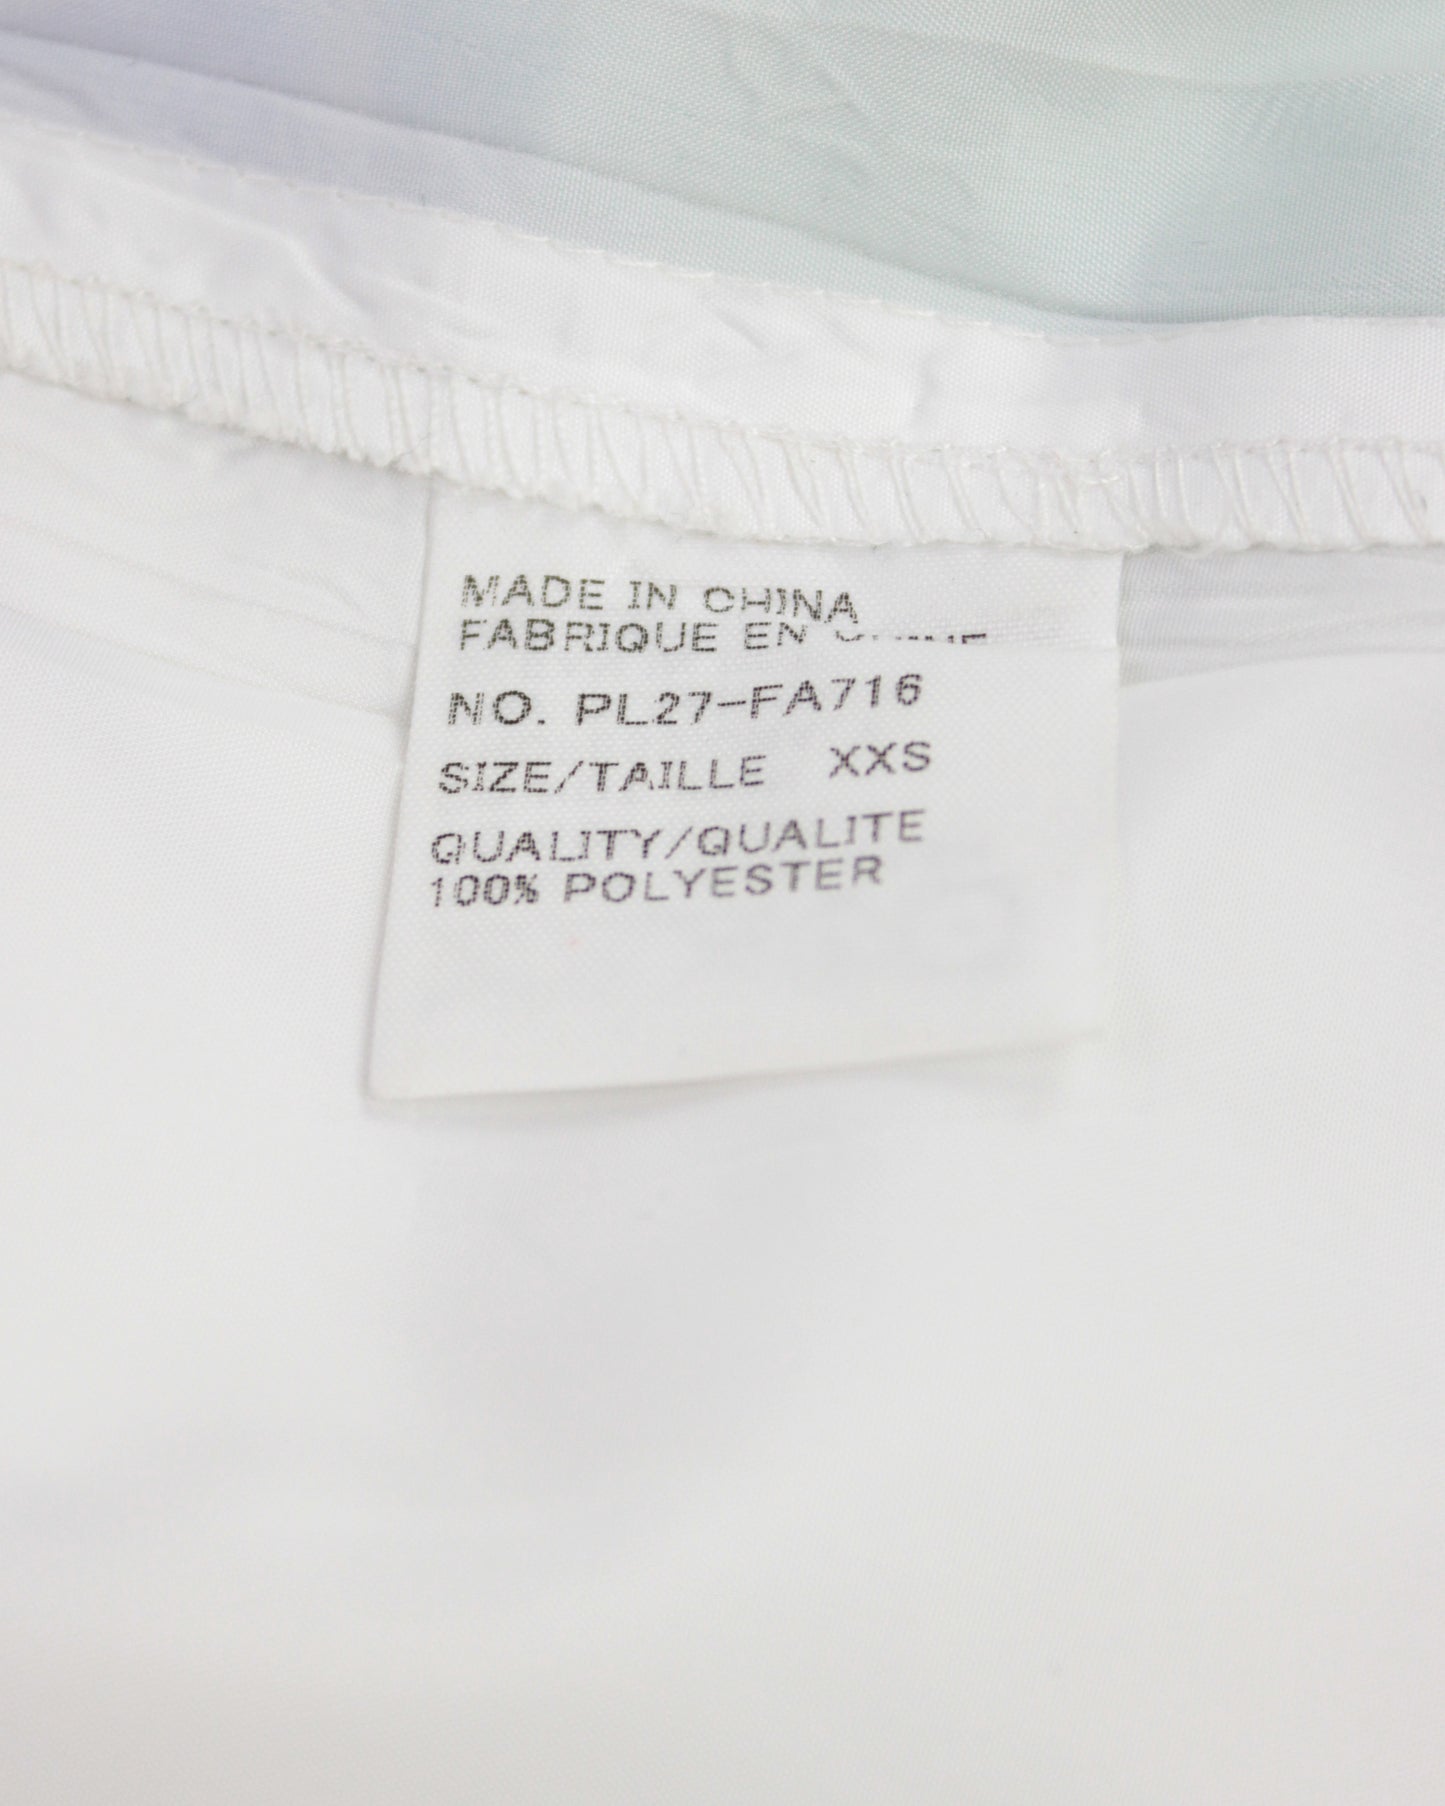 MADE IN CHINA
FABRIQUE EN
NO. PL27-FA716
SIZE/TAILLE XXS
QUALITY/QUALITE
100% POLYESTER